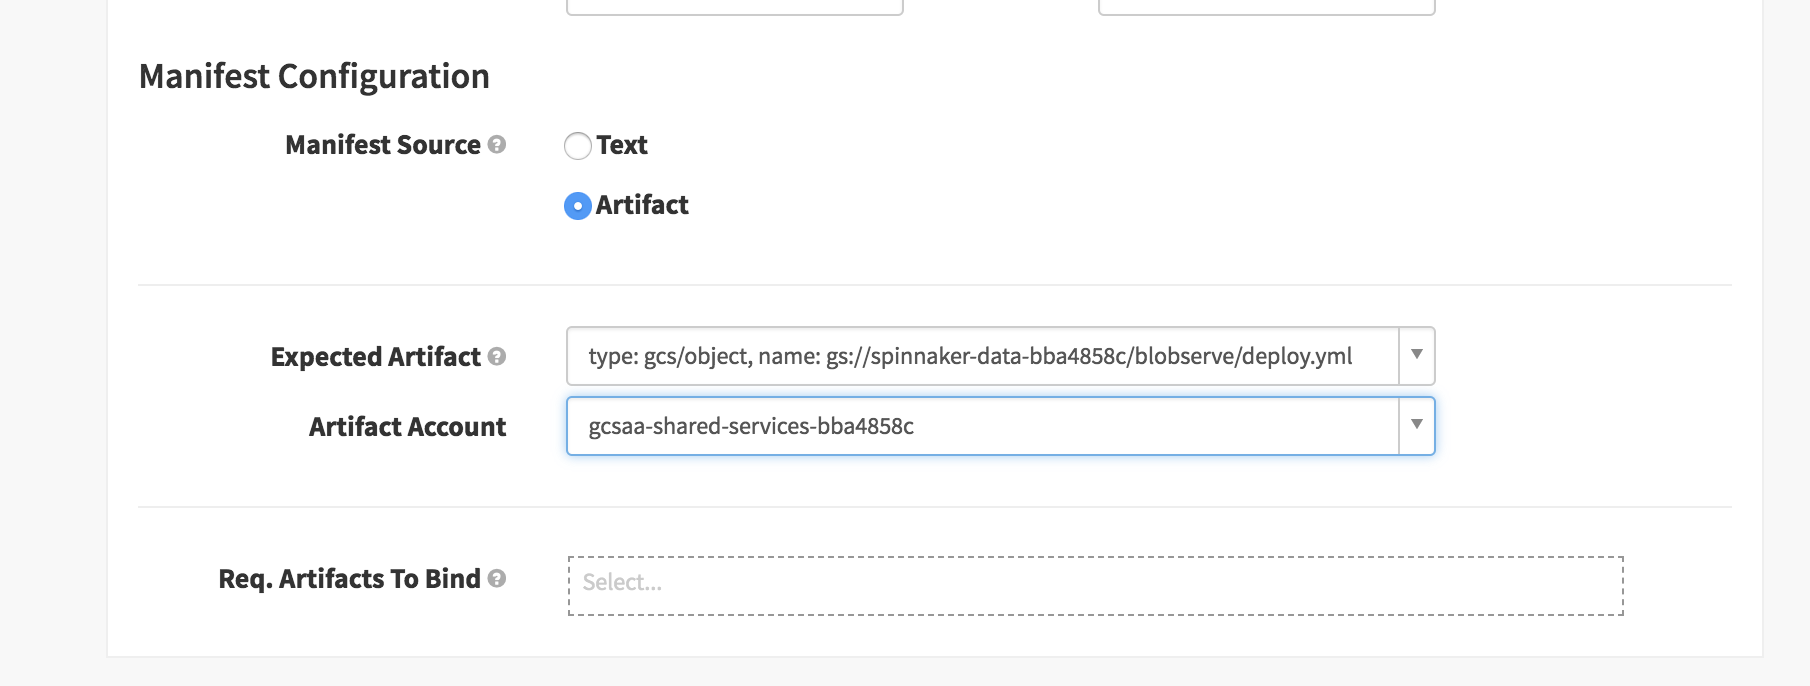 Manifest Configuration
Manifest Source ?
Text
Artifact
Expected Artifact ?
type: gcs/object, name: gs://spinnaker-data-bba4858c/blobserve/deploy.yml
Artifact Account
gcsaa-shared-services-bba4858c
Req. Artifacts To Bind ?
Select...